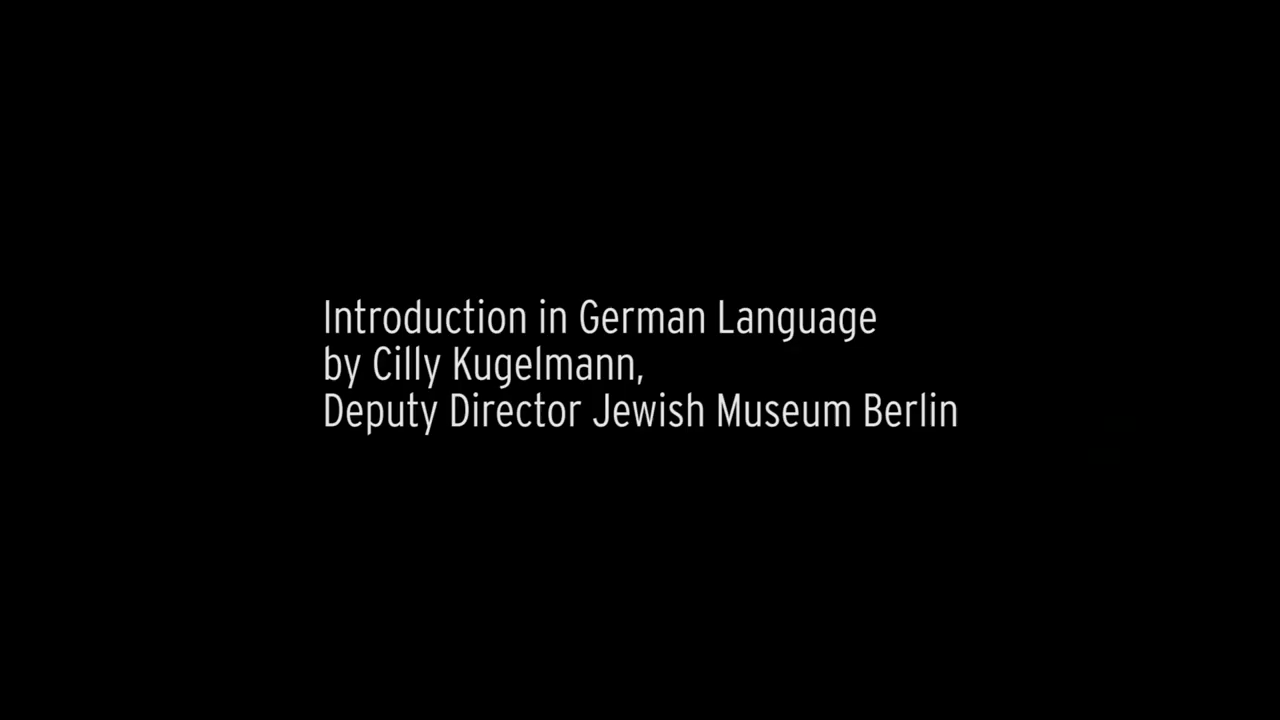 Introduction in German Language
by Cilly Kugelmann,
Deputy Director Jewish Museum Berlin